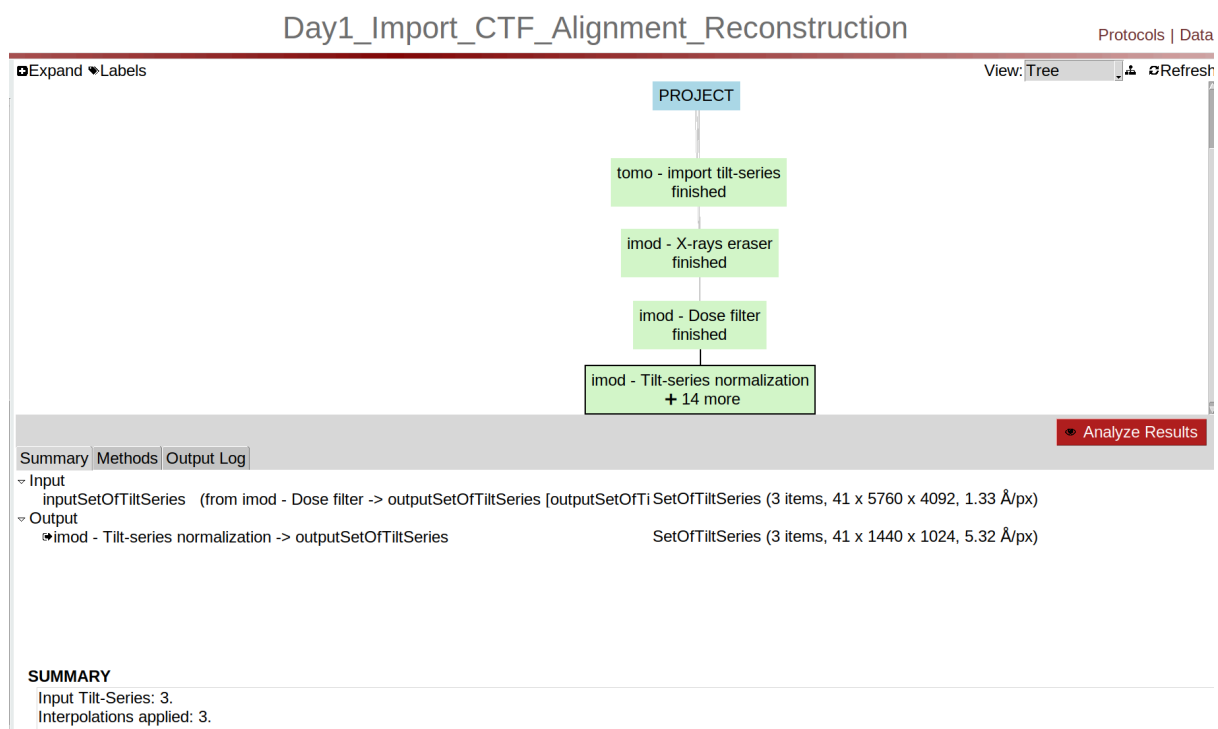 Day1_Import_CTF_Alignment_Reconstruction
Protocols | Data
Expand Labels
View: Tree
Refresh
PROJECT
tomo - import tilt-series
finished
imod - X-rays eraser
finished
imod - Dose filter
finished
imod - Tilt-series normalization
+ 14 more
Analyze Results
Summary Methods Output Log
Input
inputSetOfTiltSeries (from imod - Dose filter -> outputSetOfTiltSeries [outputSetOfTi SetOfTiltSeries (3 items, 41 x 5760 x 4092, 1.33 Å/px)
Output
imod - Tilt-series normalization -> outputSetOfTiltSeries SetOfTiltSeries (3 items, 41 x 1440 x 1024, 5.32 Å/px)
SUMMARY
Input Tilt-Series: 3.
Interpolations applied: 3.